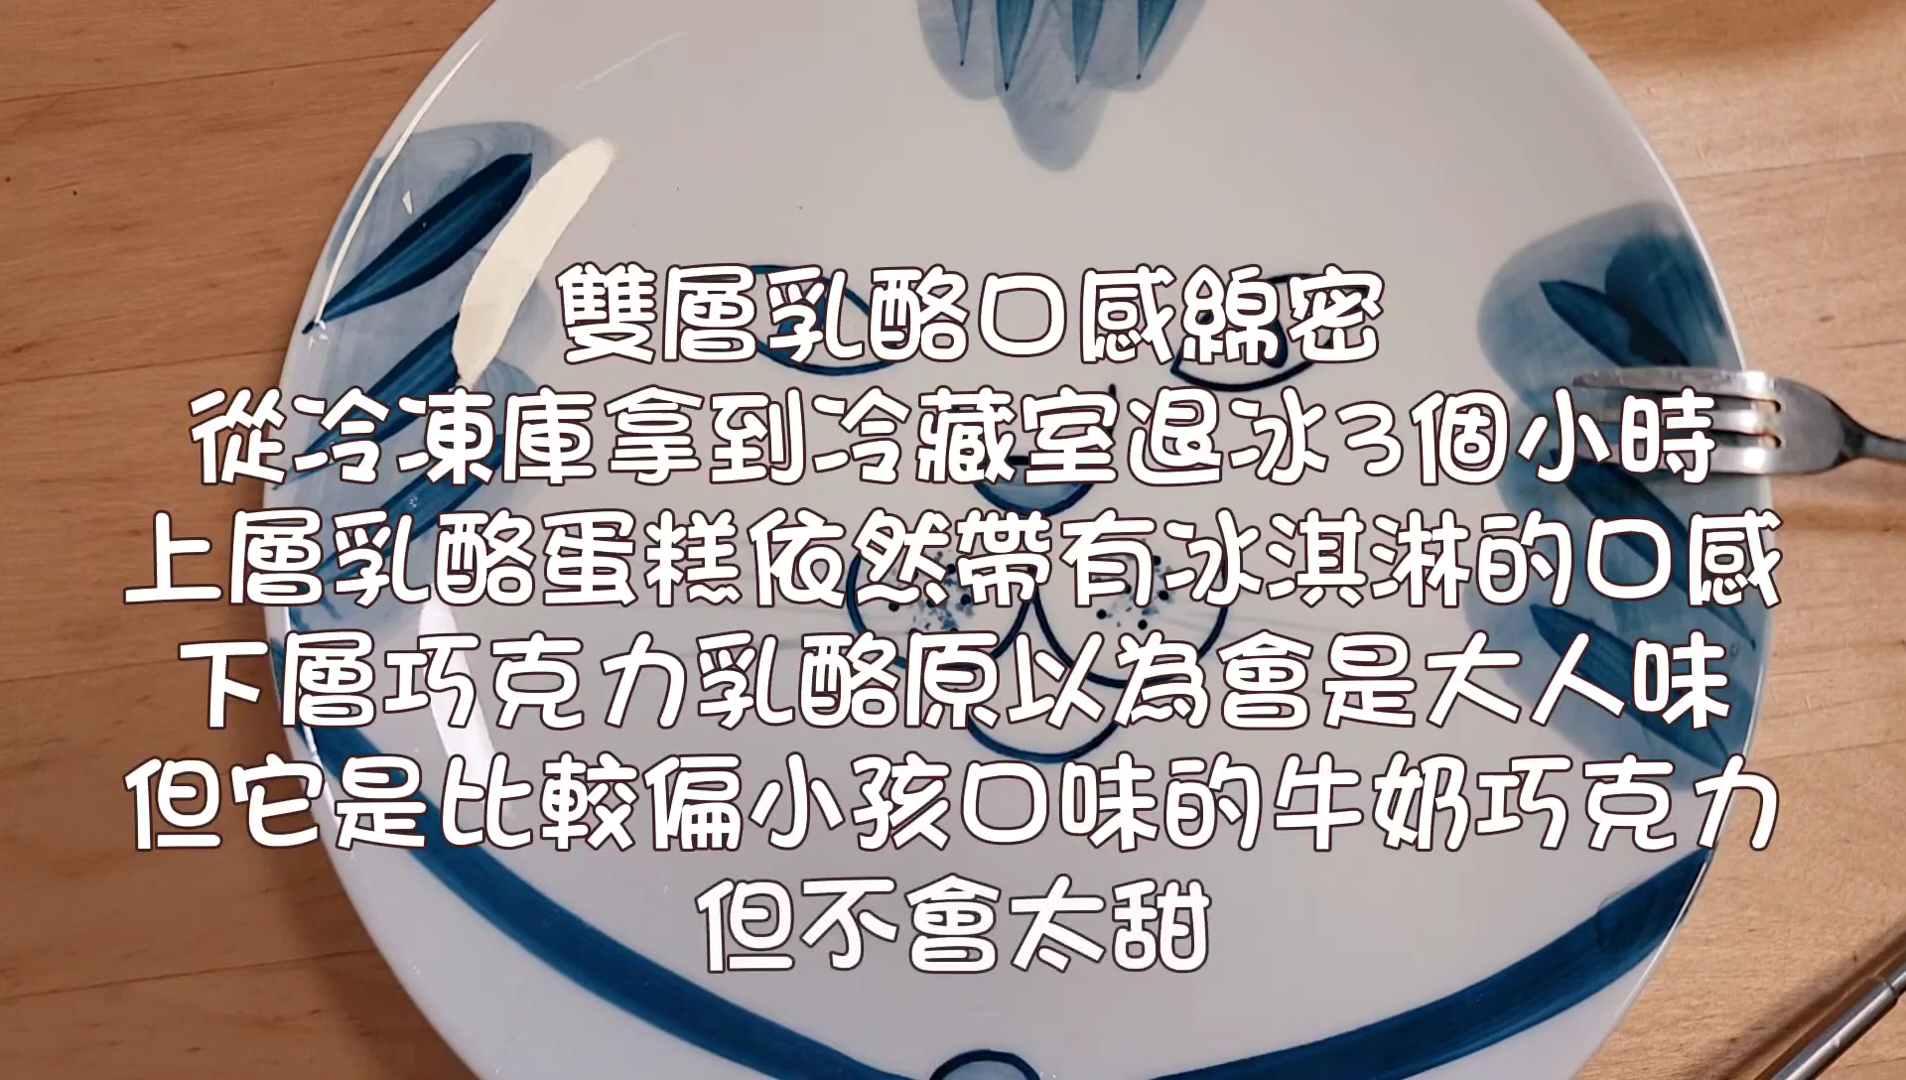 雙層乳酪口感綿密
從冷凍庫拿到冷藏室退冰3個小時
上層乳酪蛋糕依然帶有冰淇淋的口感
下層巧克力乳酪原以為會是大人味
但它是比較偏小孩口味的牛奶巧克力
但不會太甜